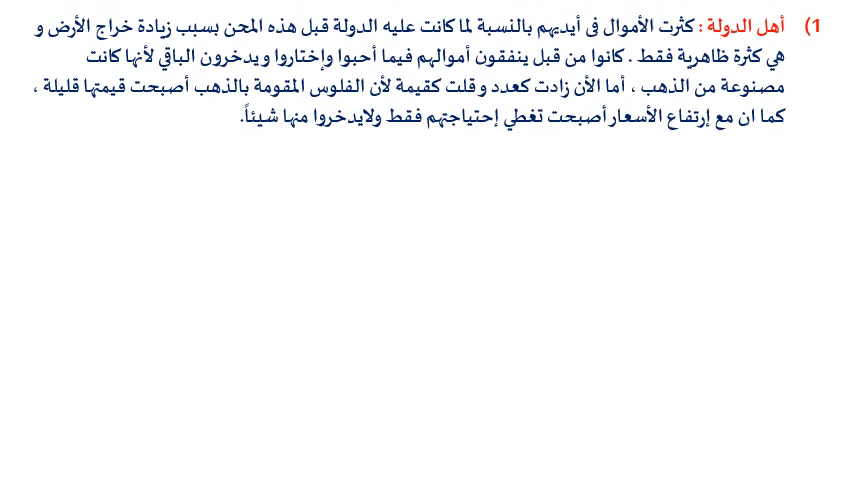 1) أهل الدولة : كثرت الأموال فى أيديهم بالنسبة لما كانت عليه الدولة قبل هذه المحن بسبب زيادة خراج الأرض و
هي كثرة ظاهرية فقط . كانوا من قبل ينفقون أموالهم فيما أحبوا وإختاروا ويدخرون الباقي لأنها كانت
مصنوعة من الذهب ، أما الأن زادت كعدد وقلت كقيمة لأن الفلوس المقومة بالذهب أصبحت قيمتها قليلة ،
كما ان مع إرتفاع الأسعار أصبحت تغطي إحتياجتهم فقط ولايدخروا منها شيئاً.